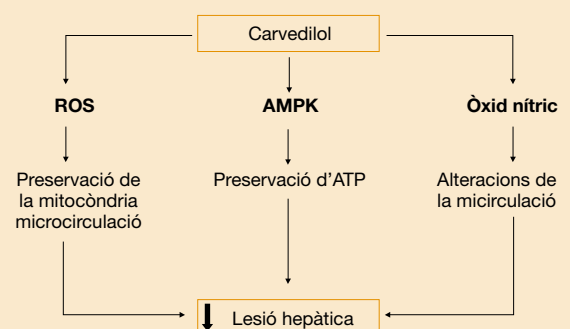 Carvedilol
ROS
AMPK
Òxid nítric
Preservació de
la mitocòndria
microcirculació
Preservació d’ATP
Alteracions de
la micirculació
Lesió hepàtica